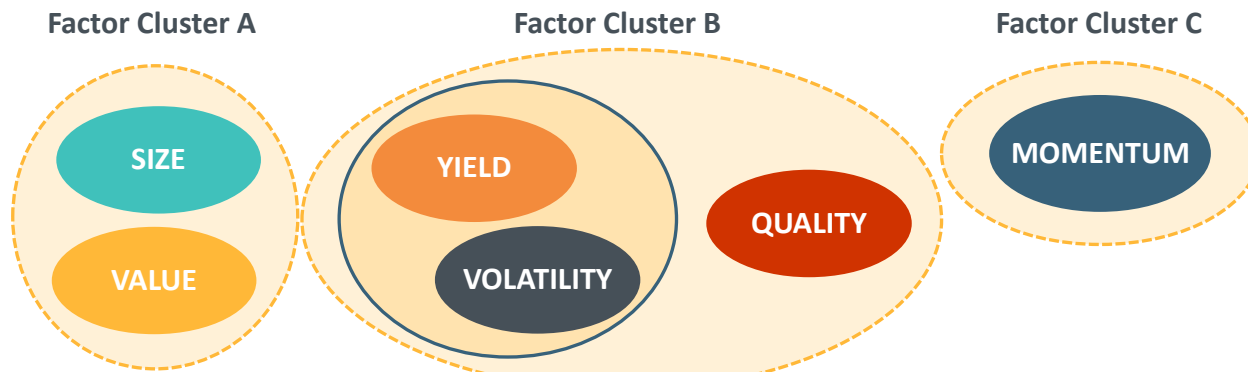 Factor Cluster A
Factor Cluster B
Factor Cluster C
SIZE
VALUE
YIELD
VOLATILITY
QUALITY
MOMENTUM